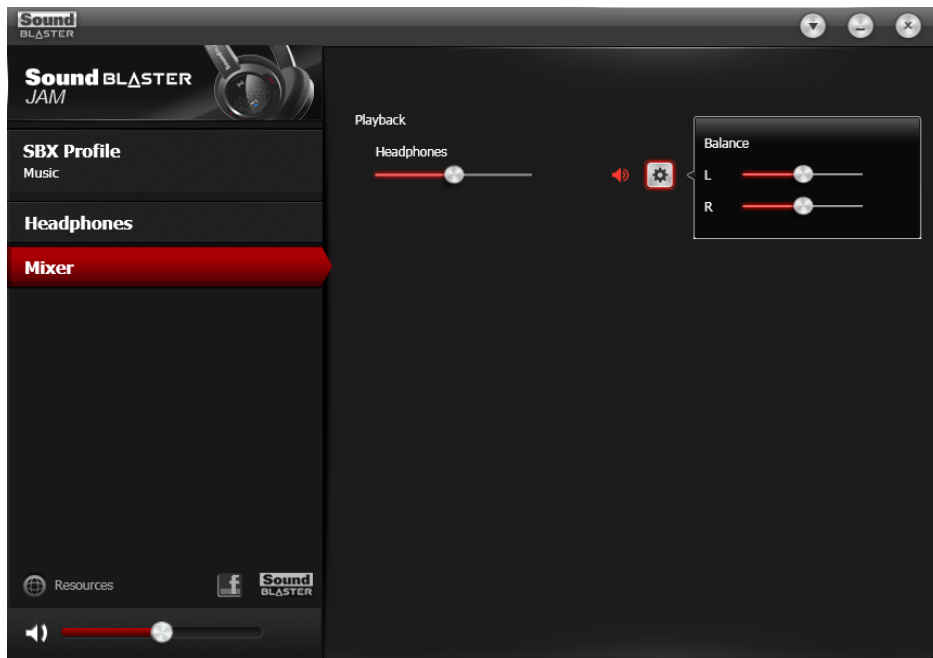 Sound
BLASTER
Sound BLASTER
JAM
SBX Profile
Music
Headphones
Mixer
Resources
f
Sound
BLASTER
Playback
Headphones
Balance
L
R